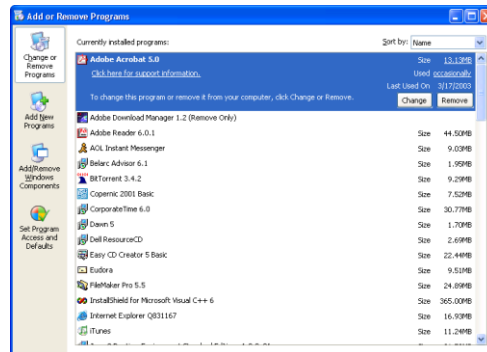 Add or Remove Programs
Change or
Remove
Programs
Add New
Programs
Add/Remove
Windows
Components
Set Program
Access and
Defaults
Currently installed programs:
Sort by: Name
Adobe Acrobat 5.0 Size 13.13MB
Click here for support information. Used occasionally
Last Used On 3/17/2003
To change this program or remove it from your computer, click Change or Remove. Change Remove
Adobe Download Manager 1.2 (Remove Only)
Adobe Reader 6.0.1 Size 44.50MB
AOL Instant Messenger Size 9.03MB
Belarc Advisor 6.1 Size 1.95MB
BitTorrent 3.4.2 Size 9.29MB
Copernic 2001 Basic Size 7.52MB
CorporateTime 6.0 Size 30.77MB
Dawn 5 Size 1.70MB
Dell ResourceCD Size 2.69MB
Easy CD Creator 5 Basic Size 22.44MB
Eudora Size 9.51MB
FileMaker Pro 5.5 Size 24.89MB
InstallShield for Microsoft Visual C++ 6 Size 365.00MB
Internet Explorer Q831167 Size 16.93MB
iTunes Size 11.24MB